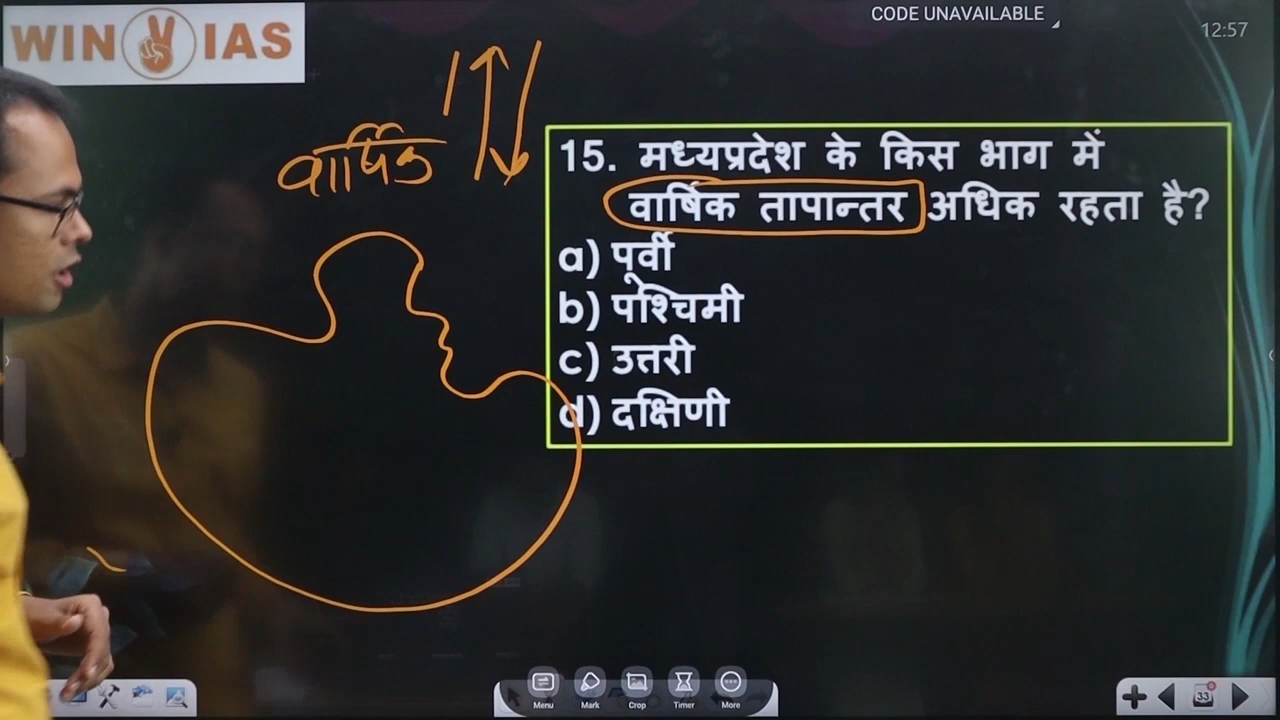 WIN IAS
CODE UNAVAILABLE
12:57
वार्षिक
15. मध्यप्रदेश के किस भाग में
वार्षिक तापान्तर अधिक रहता है?
a) पूर्वी
b) पश्चिमी
c) उत्तरी
d) दक्षिणी
Menu Mark Crop Timer More
33